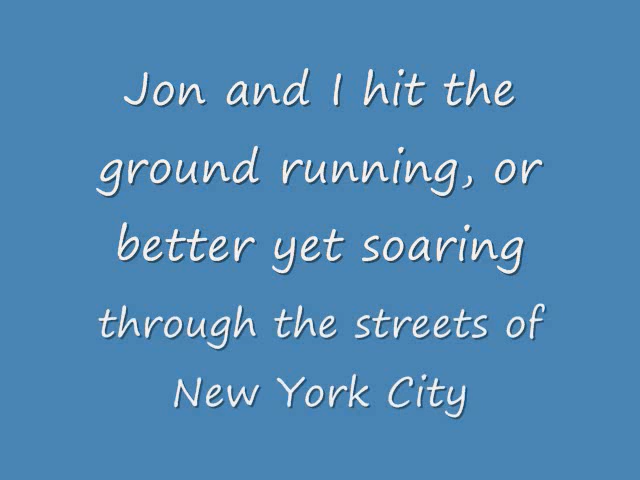 Jon and I hit the
ground running, or
better yet soaring
through the streets of
New York City